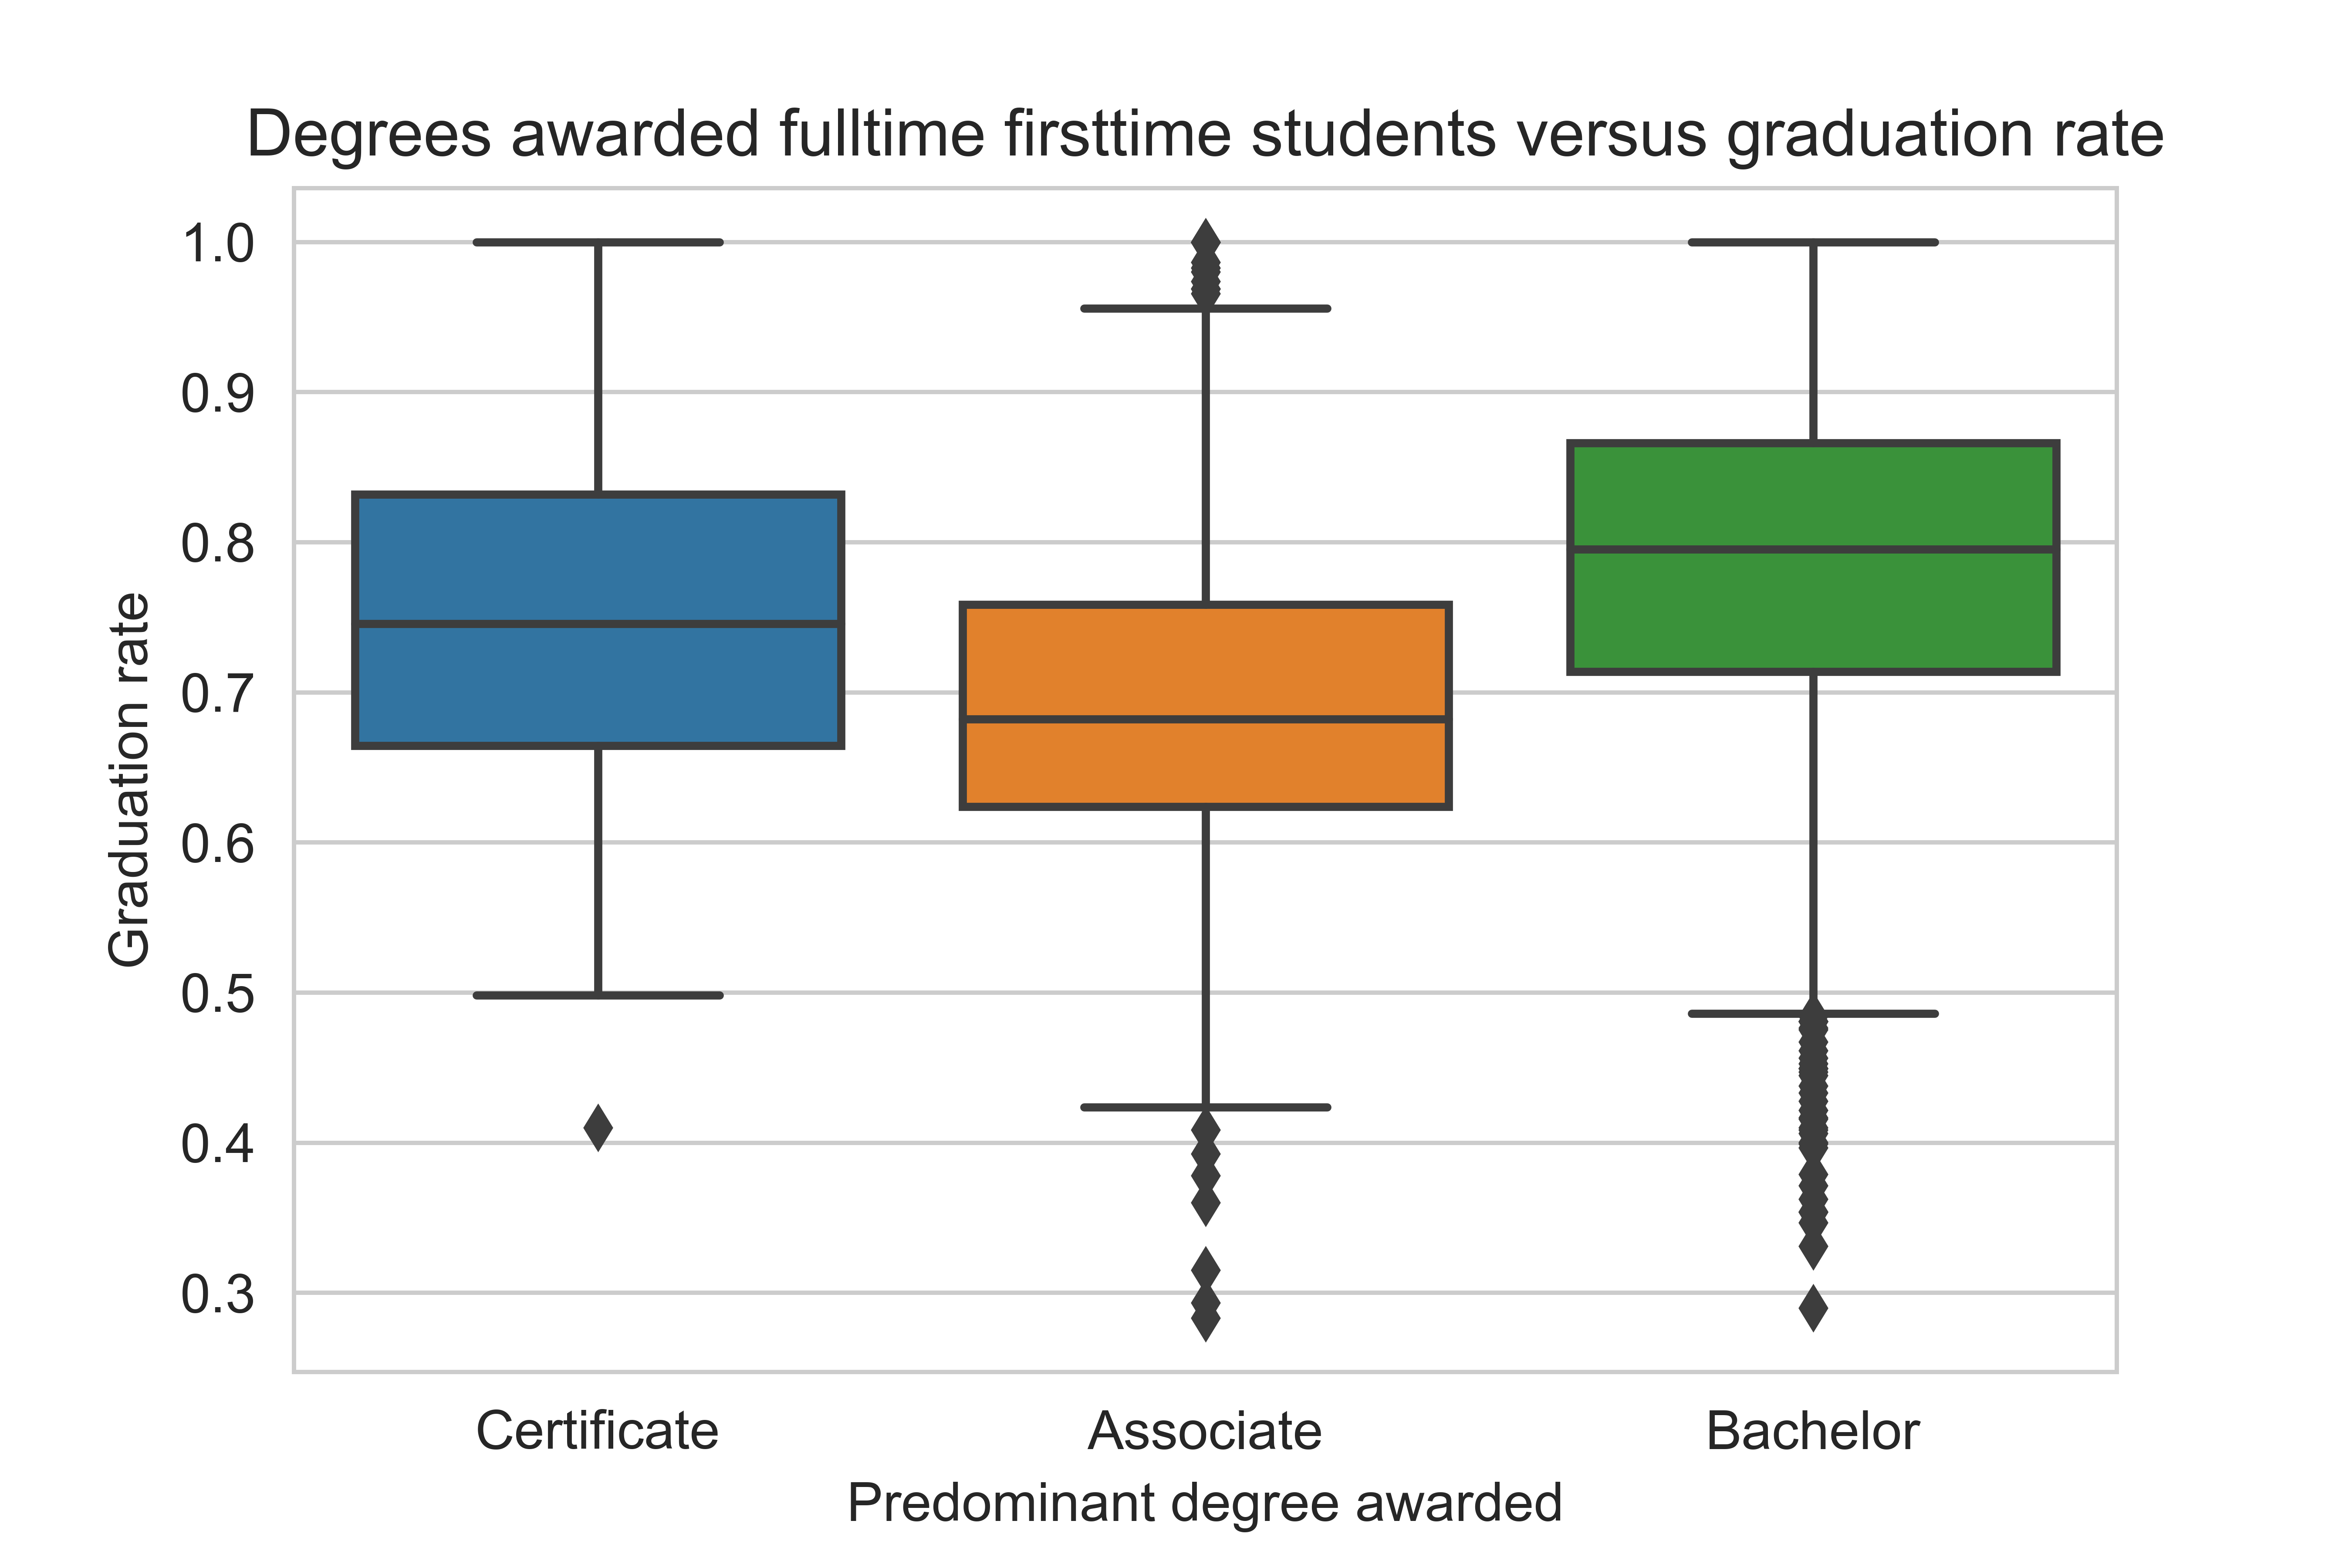 Degrees awarded fulltime firsttime students versus graduation rate
1.0
0.9
0.8
0.7
0.6
0.5
0.4
0.3
Graduation rate
Certificate
Associate
Bachelor
Predominant degree awarded